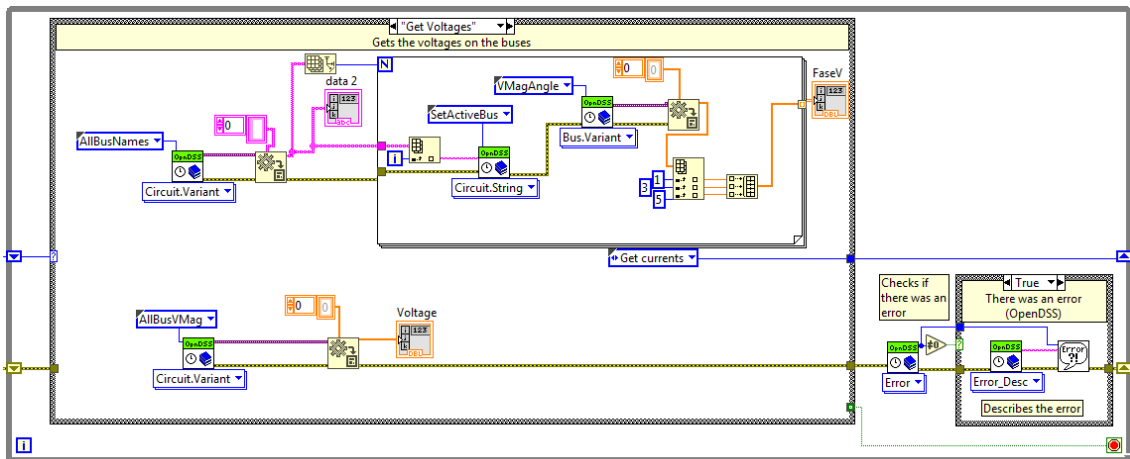 "Get Voltages"
Gets the voltages on the buses
N
data 2
0
FaseV
VMagAngle
123
DBL
SetActiveBus
OpnDSS
0
123
abc
AllBusNames
OpnDSS
Bus.Variant
i
OpnDSS
Circuit.Variant
Circuit.String
1
3
5
?
Get currents
Checks if
there was an
error
True
There was an error
(OpenDSS)
0
AllBusVMag
Voltage
123
DBL
OpnDSS
Circuit.Variant
OpnDSS
≠0
?
OpnDSS
Error
?!
Error
Error_Desc
Describes the error
i